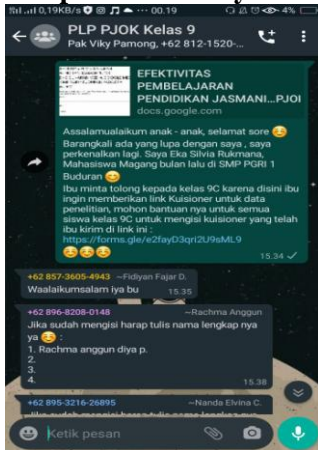 0,19KB/s
00.19
4%
PLP PJOK Kelas 9
Pak Viky Pamong, +62 812-1520-...
EFEKTIVITAS
PEMBELAJARAN
PENDIDIKAN JASMANI...PJOI
docs.google.com
Assalamualaikum anak - anak, selamat sore 😊
Barangkali ada yang lupa dengan saya , saya
perkenalkan lagi. Saya Eka Silvia Rukmana,
Mahasiswa Magang bulan lalu di SMP PGRI 1
Buduran 😊
Ibu minta tolong kepada kelas 9C karena disini ibu
ingin memberikan link Kuisioner untuk data
penelitian, mohon bantuan nya untuk semua
siswa kelas 9C untuk mengisi kuisioner yang telah
ibu kirim di link ini :
https://forms.gle/e2fayD3qri2U9sML9
😊😊😊
15.34
+62 857-3605-4943 ~Fidiyan Fajar D.
Waalaikumsalam iya bu 15.35
+62 896-8208-0148 ~Rachma Anggun
Jika sudah mengisi harap tulis nama lengkap nya
ya 😊 :
1. Rachma anggun diya p.
2.
3.
4.
15.38
+62 895-3216-26895 ~Nanda Elvina C.
Ketik pesan